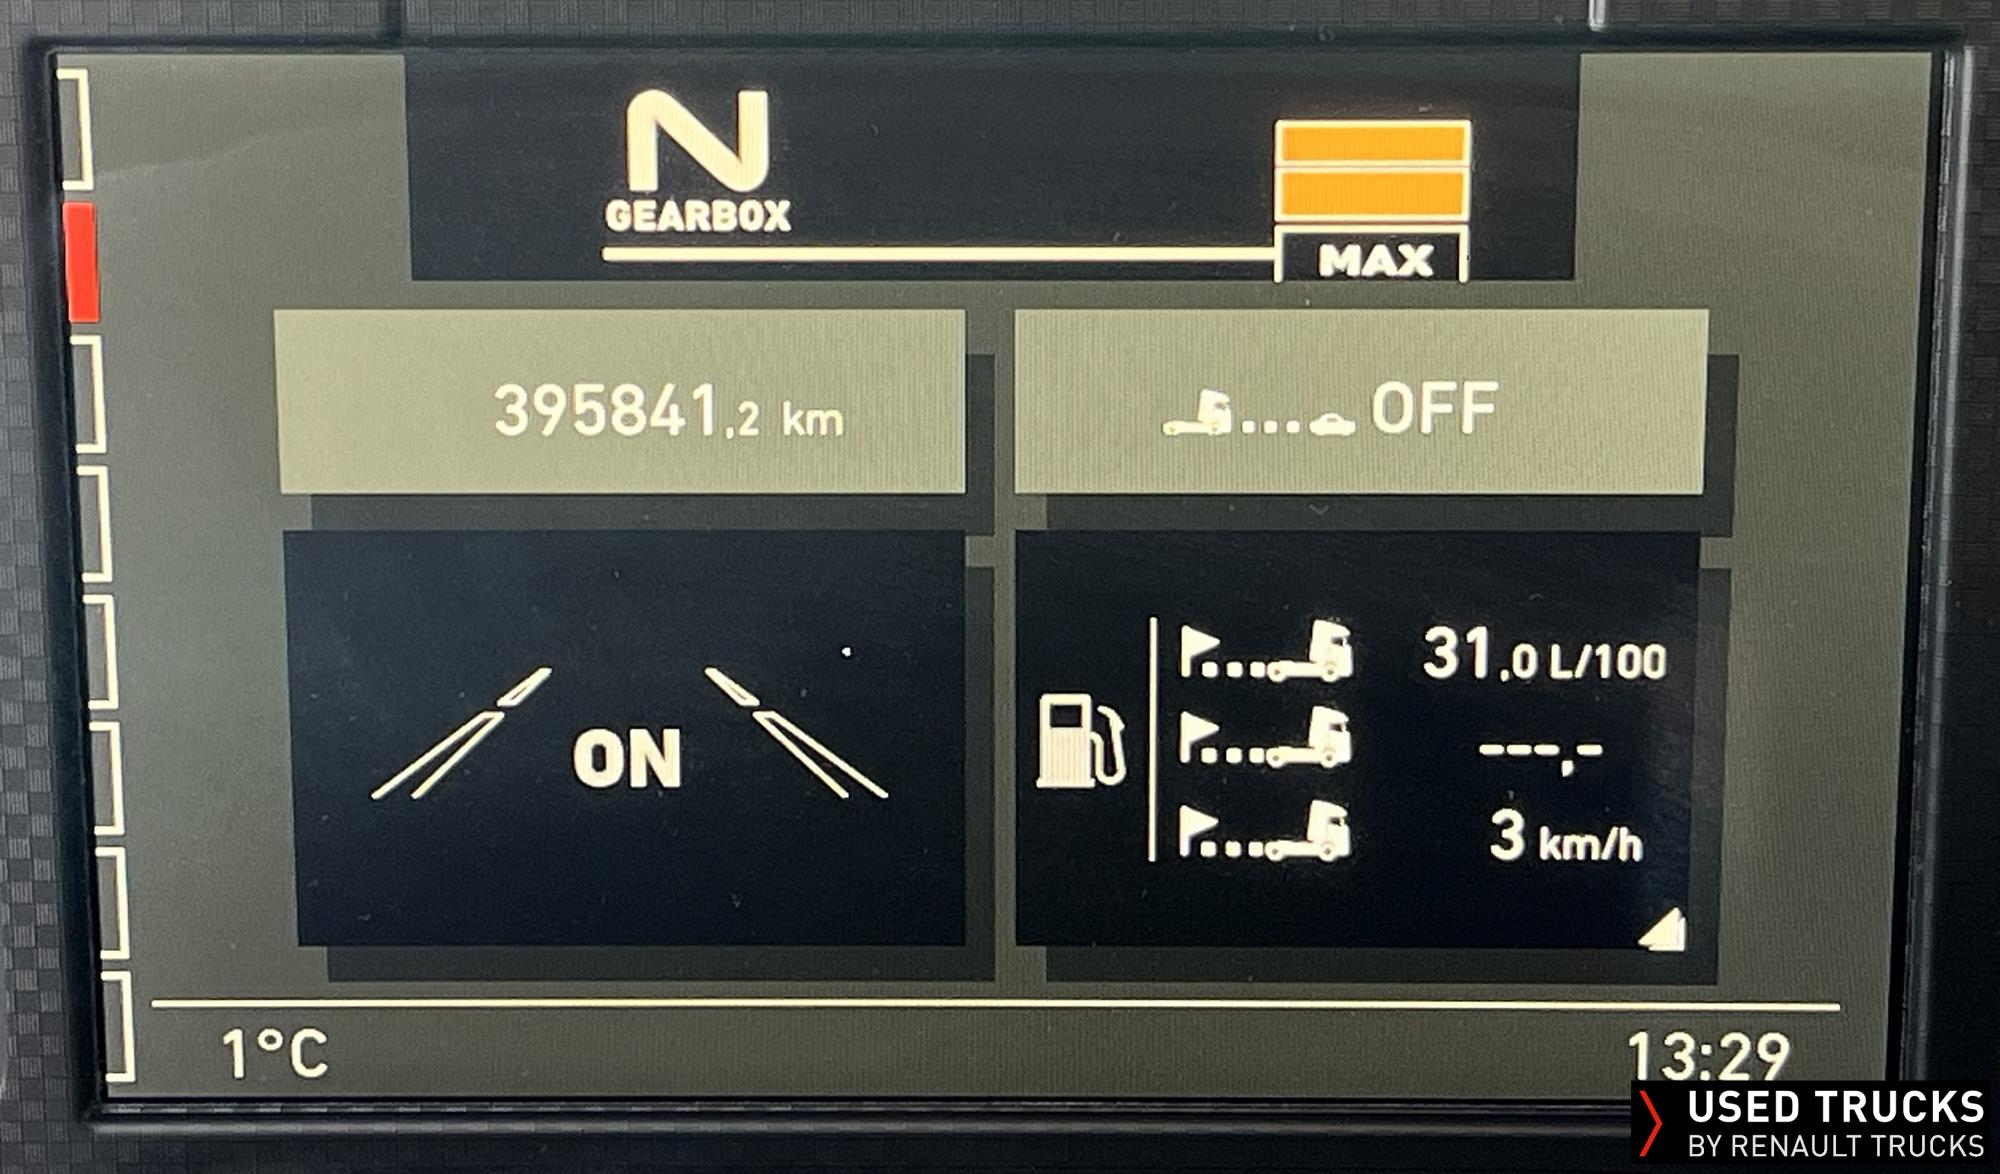 N
GEARBOX
MAX
395841,2 km
OFF
ON
31,0 L/100
---,-
3 km/h
1°C
13:29
USED TRUCKS
BY RENAULT TRUCKS